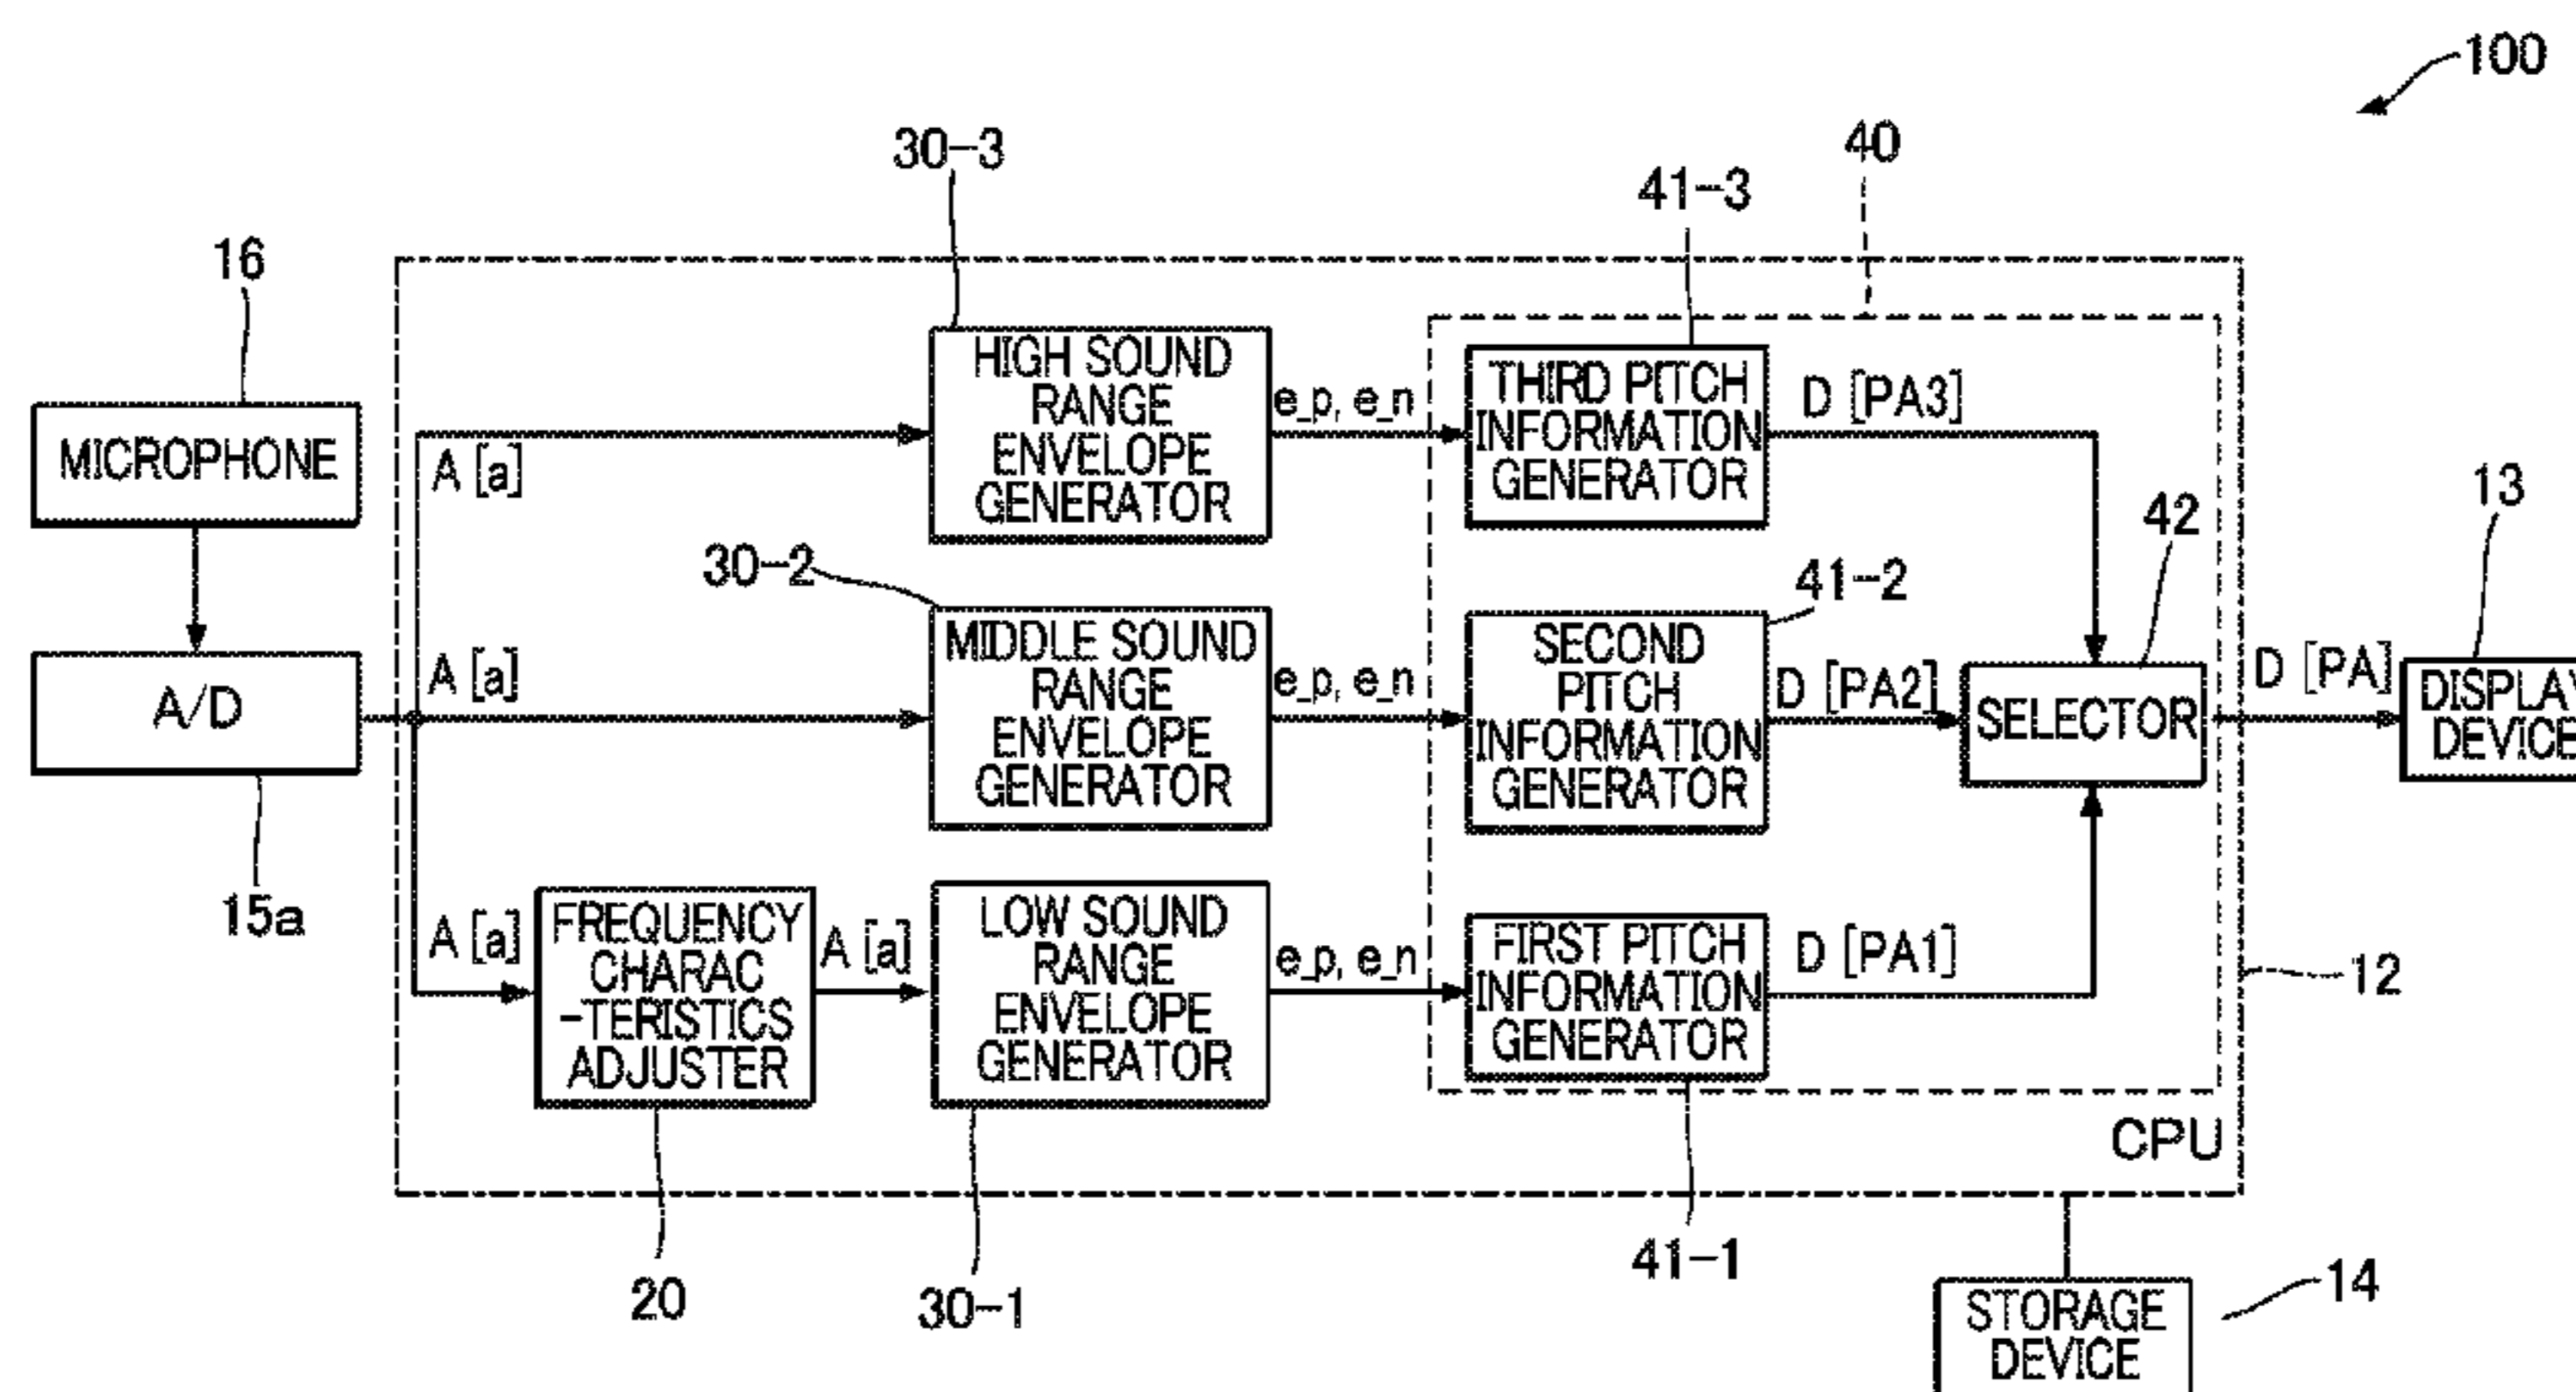 100
30-3
40
41-3
16
HIGH SOUND
RANGE
ENVELOPE
GENERATOR
e_p, e_n
THIRD PITCH
INFORMATION
GENERATOR
D [PA3]
MICROPHONE
A [a]
13
42
30-2
41-2
A/D
A [a]
MIDDLE SOUND
RANGE
ENVELOPE
GENERATOR
e_p, e_n
SECOND
PITCH
INFORMATION
GENERATOR
D [PA2]
SELECTOR
D [PA]
DISPLAY
DEVICE
15a
A [a]
FREQUENCY
CHARAC
-TERISTICS
ADJUSTER
A [a]
LOW SOUND
RANGE
ENVELOPE
GENERATOR
e_p, e_n
FIRST PITCH
INFORMATION
GENERATOR
D [PA1]
12
CPU
20
30-1
41-1
14
STORAGE
DEVICE